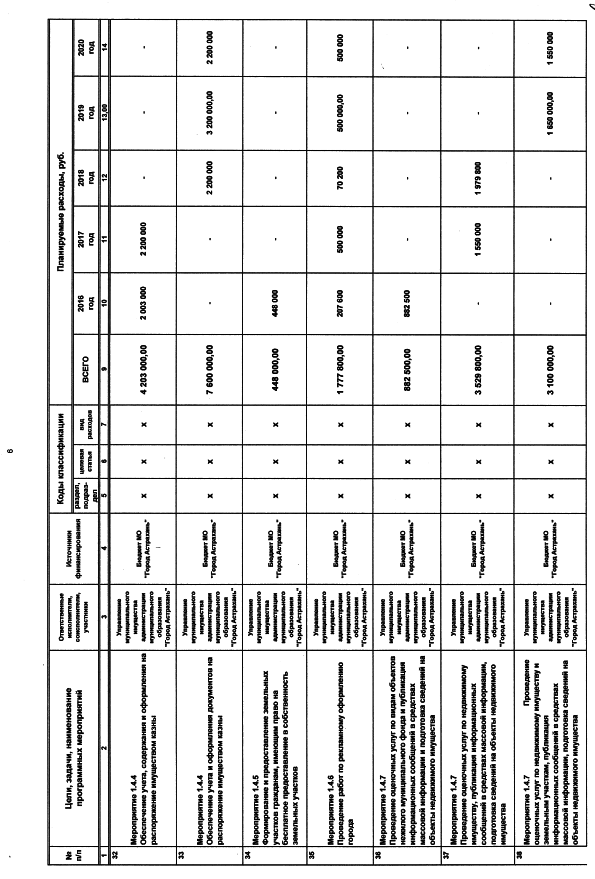 6
№ п/п
Цели, задачи, наименование программных мероприятий
Ответственные исполнители, соисполнители, участники
Источники финансирования
Коды классификации
раздел, подраздел
целевая статья
вид расходов
Планируемые расходы, руб.
ВСЕГО
2016 год
2017 год
2018 год
2019 год
2020 год
1 2 3 4 5 6 7 9 10 11 12 13,00 14
32
Мероприятие 1.4.4
Обеспечение учета, содержания и оформления на
распоряжение имуществом казны
Управление
муниципального
имущества
администрации
муниципального
образования
"Город Астрахань"
Бюджет МО
"Город Астрахань"
х х х 4 203 000,00 2 003 000 2 200 000 - - -
33
Мероприятие 1.4.4
Обеспечение учета и оформления документов на
распоряжение имуществом казны
Управление
муниципального
имущества
администрации
муниципального
образования
"Город Астрахань"
Бюджет МО
"Город Астрахань"
х х х 7 600 000,00 - - 2 200 000 3 200 000,00 2 200 000
34
Мероприятие 1.4.5
Формирование и предоставление земельных
участков гражданам, имеющим право на
бесплатное предоставление в собственность
земельных участков
Управление
муниципального
имущества
администрации
муниципального
образования
"Город Астрахань"
Бюджет МО
"Город Астрахань"
х х х 448 000,00 448 000 - - - -
35
Мероприятие 1.4.6
Проведение работ по рекламному оформлению
города
Управление
муниципального
имущества
администрации
муниципального
образования
"Город Астрахань"
Бюджет МО
"Город Астрахань"
х х х 1 777 800,00 207 600 500 000 70 200 500 000,00 500 000
36
Мероприятие 1.4.7
Проведение оценочных услуг по видам объектов
нежилого муниципального фонда и публикация
информационных сообщений в средствах
массовой информации и подготовка сведений на
объекты недвижимого имущества
Управление
муниципального
имущества
администрации
муниципального
образования
"Город Астрахань"
Бюджет МО
"Город Астрахань"
х х х 882 500,00 882 500 - - - -
37
Мероприятие 1.4.7
Проведение оценочных услуг по недвижимому
имуществу, публикация информационных
сообщений в средствах массовой информации,
подготовка сведений на объекты недвижимого
имущества
Управление
муниципального
имущества
администрации
муниципального
образования
"Город Астрахань"
Бюджет МО
"Город Астрахань"
х х х 3 529 800,00 - 1 550 000 1 979 800 - -
38
Мероприятие 1.4.7 Проведение
оценочных услуг по недвижимому имуществу и
земельным участкам, публикация
информационных сообщений в средствах
массовой информации, подготовка сведений на
объекты недвижимого имущества
Управление
муниципального
имущества
администрации
муниципального
образования
"Город Астрахань"
Бюджет МО
"Город Астрахань"
х х х 3 100 000,00 - - - 1 550 000